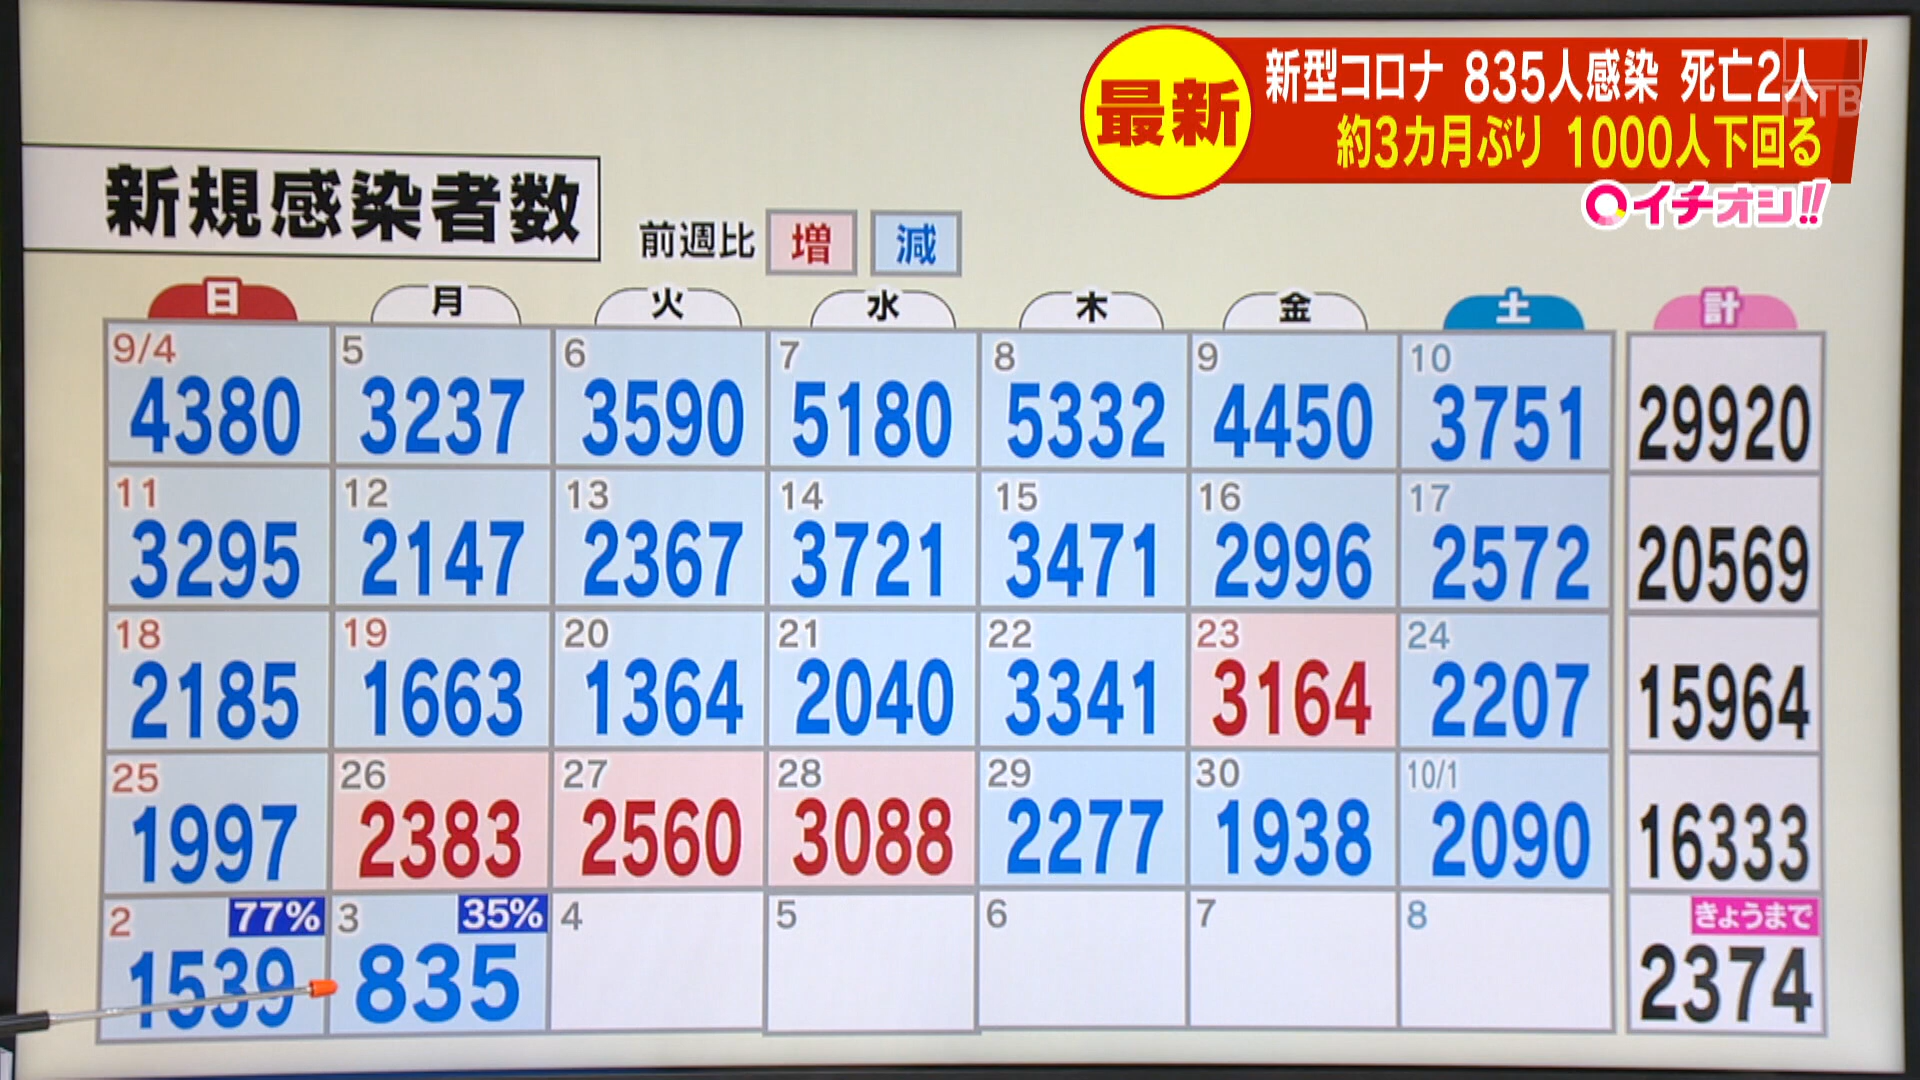 最新
新型コロナ 835人感染 死亡2人
約3カ月ぶり 1000人下回る
HTB
イチオシ!!
新規感染者数
前週比 増 減
日 月 火 水 木 金 土 計
9/4 5 6 7 8 9 10
4380 3237 3590 5180 5332 4450 3751 29920
11 12 13 14 15 16 17
3295 2147 2367 3721 3471 2996 2572 20569
18 19 20 21 22 23 24
2185 1663 1364 2040 3341 3164 2207 15964
25 26 27 28 29 30 10/1
1997 2383 2560 3088 2277 1938 2090 16333
2 77% 3 35% 4 5 6 7 8 きょうまで
1539 835 2374